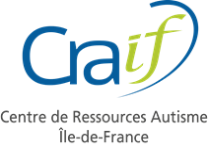 Craif
Centre de Ressources Autisme
Île-de-France